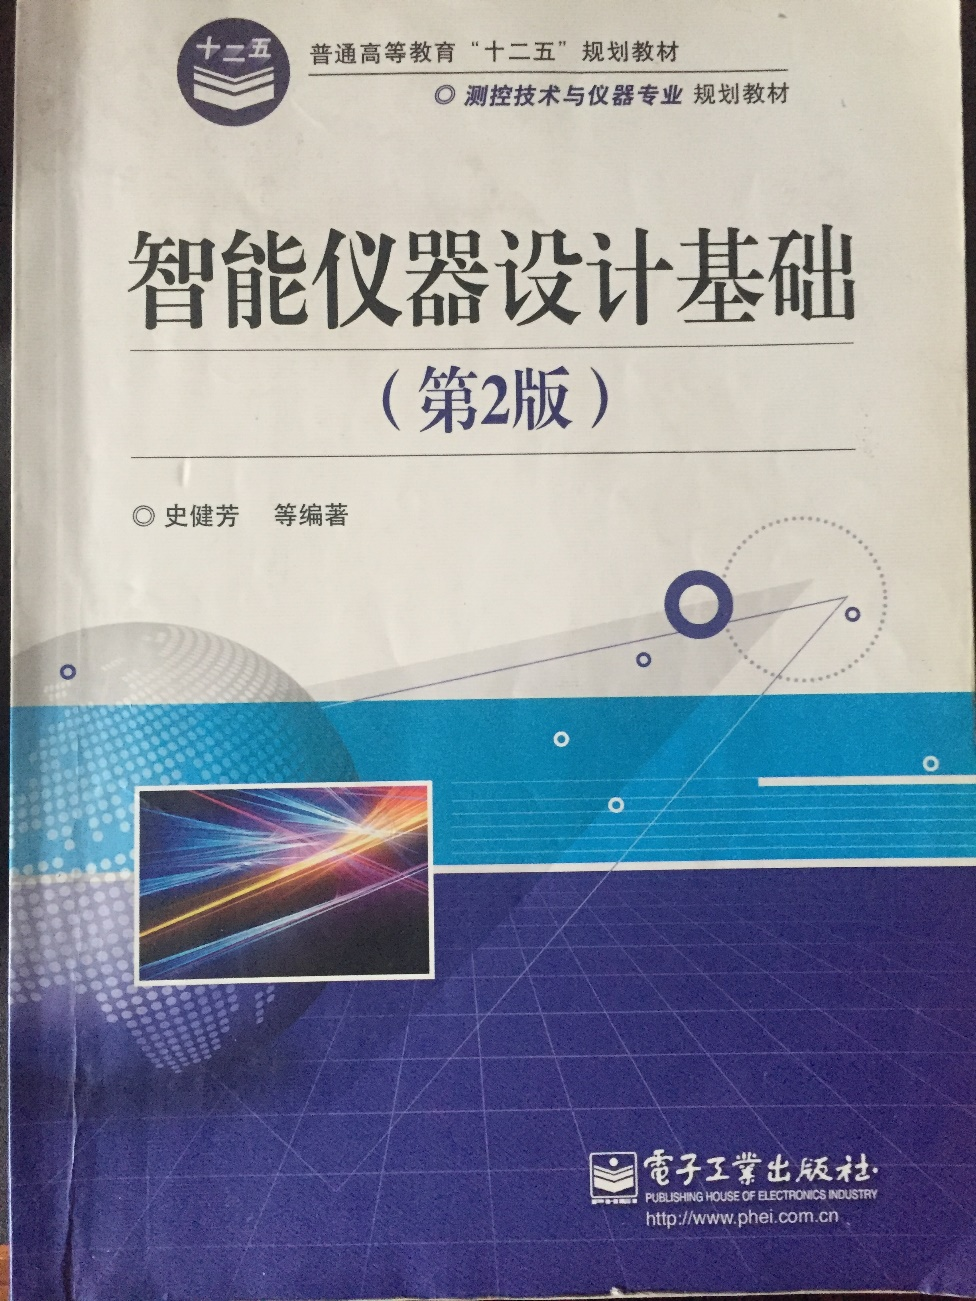 十二五
普通高等教育“十二五”规划教材
◎ 测控技术与仪器专业 规划教材
智能仪器设计基础
（第2版）
◎ 史健芳 等编著
電子工業出版社·
PUBLISHING HOUSE OF ELECTRONICS INDUSTRY
http://www.phei.com.cn